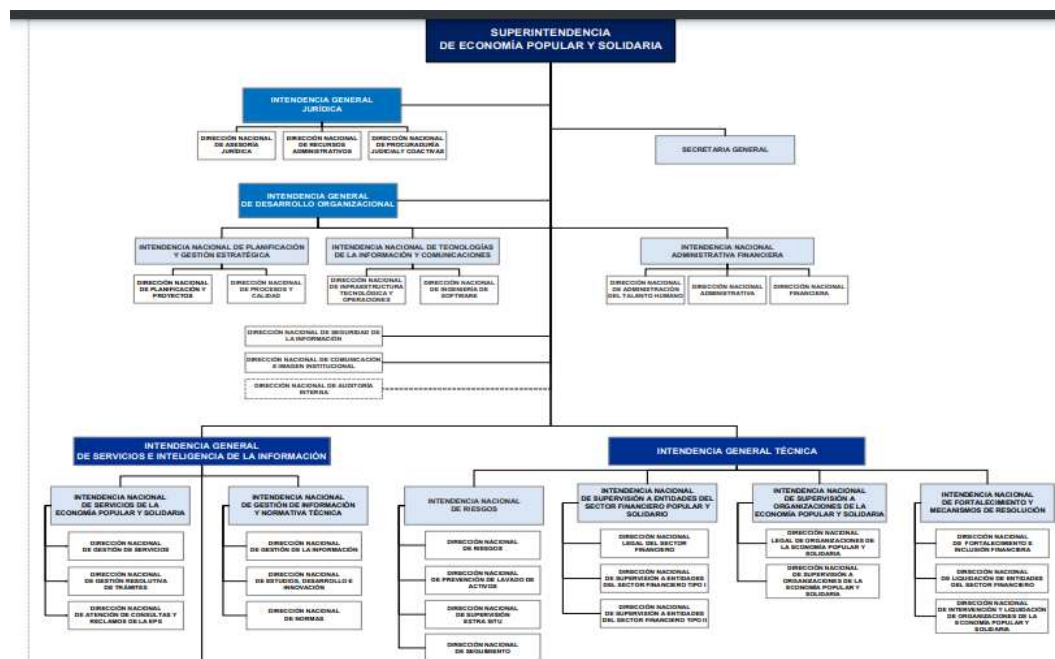 SUPERINTENDENCIA
DE ECONOMÍA POPULAR Y SOLIDARIA
INTENDENCIA GENERAL
JURÍDICA
DIRECCIÓN NACIONAL
DE ASESORÍA
JURÍDICA
DIRECCIÓN NACIONAL
DE RECURSOS
ADMINISTRATIVOS
DIRECCIÓN NACIONAL
DE PROCURADURÍA
JUDICIAL Y COACTIVAS
SECRETARIA GENERAL
INTENDENCIA GENERAL
DE DESARROLLO ORGANIZACIONAL
INTENDENCIA NACIONAL DE PLANIFICACIÓN
Y GESTIÓN ESTRATÉGICA
INTENDENCIA NACIONAL DE TECNOLOGÍAS
DE LA INFORMACIÓN Y COMUNICACIONES
INTENDENCIA NACIONAL
ADMINISTRATIVA FINANCIERA
DIRECCIÓN NACIONAL
DE PLANIFICACIÓN Y
PROYECTOS
DIRECCIÓN NACIONAL
DE PROCESOS Y
CALIDAD
DIRECCIÓN NACIONAL
DE INFRAESTRUCTURA
TECNOLÓGICA Y
OPERACIONES
DIRECCIÓN NACIONAL
DE INGENIERÍA DE
SOFTWARE
DIRECCIÓN NACIONAL
DE ADMINISTRACIÓN
DEL TALENTO HUMANO
DIRECCIÓN NACIONAL
ADMINISTRATIVA
DIRECCIÓN NACIONAL
FINANCIERA
DIRECCIÓN NACIONAL DE SEGURIDAD DE
LA INFORMACIÓN
DIRECCIÓN NACIONAL DE COMUNICACIÓN
E IMAGEN INSTITUCIONAL
DIRECCIÓN NACIONAL DE AUDITORÍA
INTERNA
INTENDENCIA GENERAL
DE SERVICIOS E INTELIGENCIA DE LA INFORMACIÓN
INTENDENCIA GENERAL TÉCNICA
INTENDENCIA NACIONAL
DE SERVICIOS DE LA
ECONOMÍA POPULAR Y SOLIDARIA
DIRECCIÓN NACIONAL
DE GESTIÓN DE SERVICIOS
DIRECCIÓN NACIONAL
DE GESTIÓN RESOLUTIVA
DE TRÁMITES
DIRECCIÓN NACIONAL
DE ATENCIÓN DE CONSULTAS Y
RECLAMOS DE LA EPS
INTENDENCIA NACIONAL
DE GESTIÓN DE INFORMACIÓN
Y NORMATIVA TÉCNICA
DIRECCIÓN NACIONAL
DE GESTIÓN DE LA INFORMACIÓN
DIRECCIÓN NACIONAL
DE ESTUDIOS, DESARROLLO E
INNOVACIÓN
DIRECCIÓN NACIONAL
DE NORMAS
INTENDENCIA NACIONAL
DE RIESGOS
DIRECCIÓN NACIONAL
DE RIESGOS
DIRECCIÓN NACIONAL
DE PREVENCIÓN DE LAVADO DE
ACTIVOS
DIRECCIÓN NACIONAL
DE SUPERVISIÓN
EXTRA SITU
DIRECCIÓN NACIONAL
DE SEGUIMIENTO
INTENDENCIA NACIONAL
DE SUPERVISIÓN A ENTIDADES DEL
SECTOR FINANCIERO POPULAR Y
SOLIDARIO
DIRECCIÓN NACIONAL
LEGAL DEL SECTOR
FINANCIERO
DIRECCIÓN NACIONAL
DE SUPERVISIÓN A ENTIDADES
DEL SECTOR FINANCIERO TIPO I
DIRECCIÓN NACIONAL
DE SUPERVISIÓN A ENTIDADES
DEL SECTOR FINANCIERO TIPO II
INTENDENCIA NACIONAL
DE SUPERVISIÓN A
ORGANIZACIONES DE LA
ECONOMÍA POPULAR Y SOLIDARIA
DIRECCIÓN NACIONAL
LEGAL DE ORGANIZACIONES DE
LA ECONOMÍA POPULAR Y
SOLIDARIA
DIRECCIÓN NACIONAL
DE SUPERVISIÓN A
ORGANIZACIONES DE LA
ECONOMÍA POPULAR Y
SOLIDARIA
INTENDENCIA NACIONAL
DE FORTALECIMIENTO Y
MECANISMOS DE RESOLUCIÓN
DIRECCIÓN NACIONAL
DE FORTALECIMIENTO E
INCLUSIÓN FINANCIERA
DIRECCIÓN NACIONAL
DE LIQUIDACIÓN DE ENTIDADES
DEL SECTOR FINANCIERO
DIRECCIÓN NACIONAL
DE INTERVENCIÓN Y LIQUIDACIÓN
DE ORGANIZACIONES DE LA
ECONOMÍA POPULAR Y
SOLIDARIA